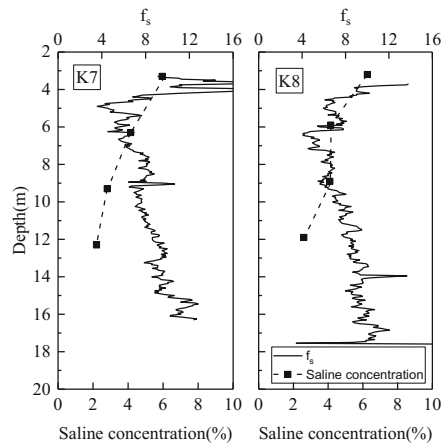 f_s
f_s
0 4 8 12 16
0 4 8 12 16
K7
K8
2
4
6
8
10
12
14
16
18
20
Depth(m)
f_s
Saline concentration
0 2 4 6 8 10
0 2 4 6 8 10
Saline concentration(%)
Saline concentration(%)